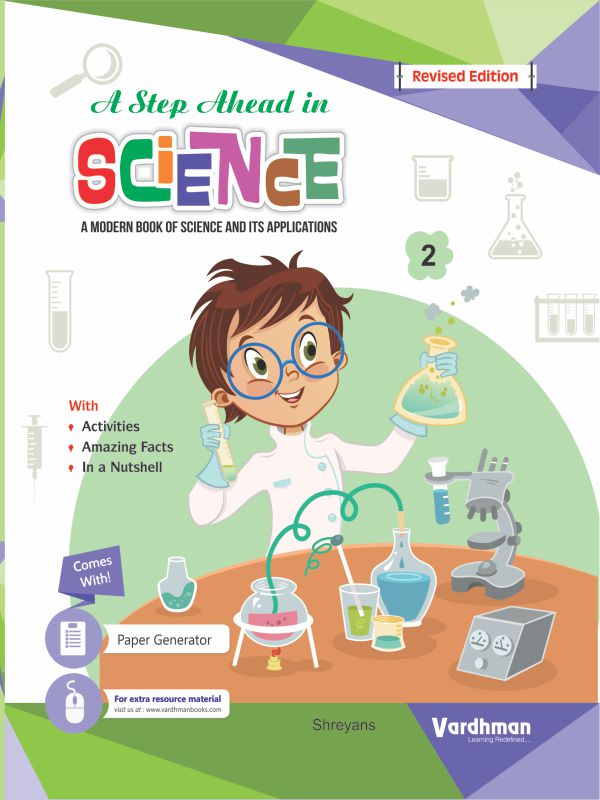 Revised Edition
A Step Ahead in
SCiENCE
A MODERN BOOK OF SCIENCE AND ITS APPLICATIONS
2
With
Activities
Amazing Facts
In a Nutshell
Comes
With!
Paper Generator
For extra resource material
visit us at : www.vardhmanbooks.com
Shreyans
Vardhman
Learning Redefined....